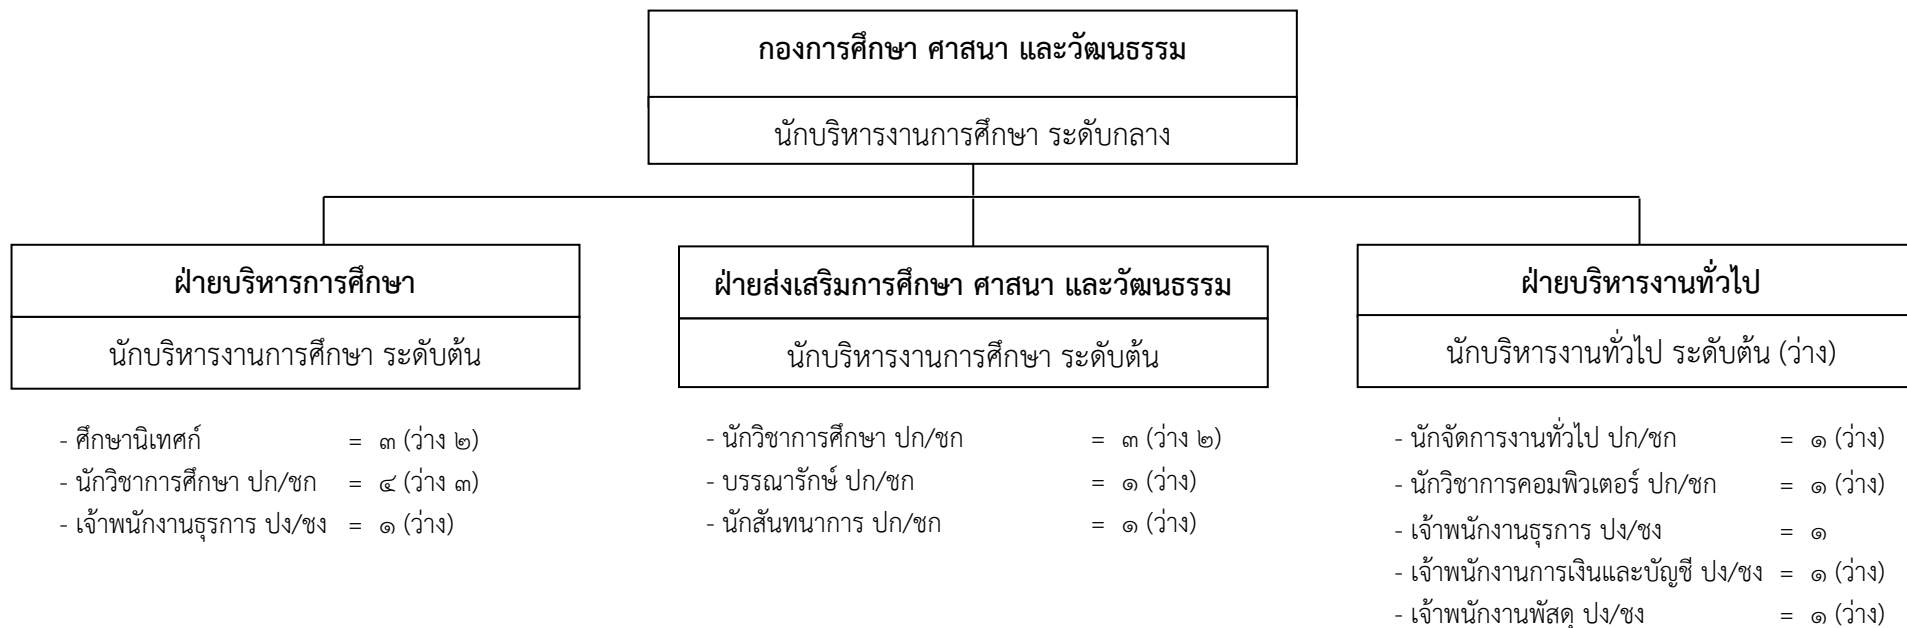 กองการศึกษา ศาสนา และวัฒนธรรม
นักบริหารงานการศึกษา ระดับกลาง
ฝ่ายบริหารการศึกษา
นักบริหารงานการศึกษา ระดับต้น
- ศึกษานิเทศก์ = ๓ (ว่าง ๒)
- นักวิชาการศึกษา ปก/ชก = ๔ (ว่าง ๓)
- เจ้าพนักงานธุรการ ปง/ชง = ๑ (ว่าง)
ฝ่ายส่งเสริมการศึกษา ศาสนา และวัฒนธรรม
นักบริหารงานการศึกษา ระดับต้น
- นักวิชาการศึกษา ปก/ชก = ๓ (ว่าง ๒)
- บรรณารักษ์ ปก/ชก = ๑ (ว่าง)
- นักสันทนาการ ปก/ชก = ๑ (ว่าง)
ฝ่ายบริหารงานทั่วไป
นักบริหารงานทั่วไป ระดับต้น (ว่าง)
- นักจัดการงานทั่วไป ปก/ชก = ๑ (ว่าง)
- นักวิชาการคอมพิวเตอร์ ปก/ชก = ๑ (ว่าง)
- เจ้าพนักงานธุรการ ปง/ชง = ๑
- เจ้าพนักงานการเงินและบัญชี ปง/ชง = ๑ (ว่าง)
- เจ้าพนักงานพัสดุ ปง/ชง = ๑ (ว่าง)